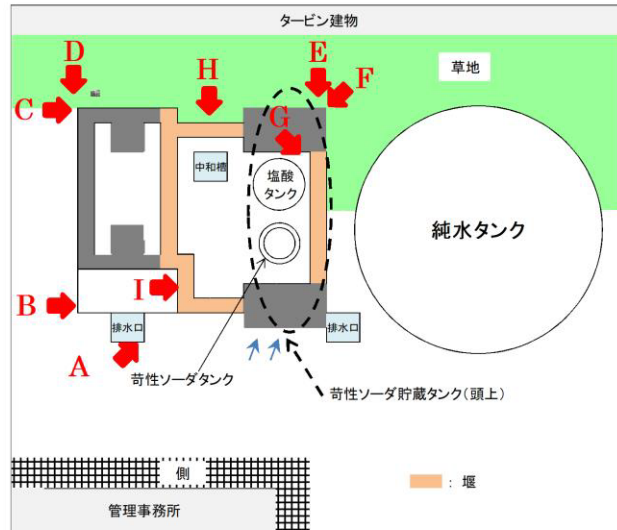 タービン建物
D
E
草地
H
F
C
G
中和槽
塩酸
タンク
純水タンク
I
B
排水口
排水口
A
苛性ソーダタンク
苛性ソーダ貯蔵タンク(頭上)
側
: 堰
管理事務所